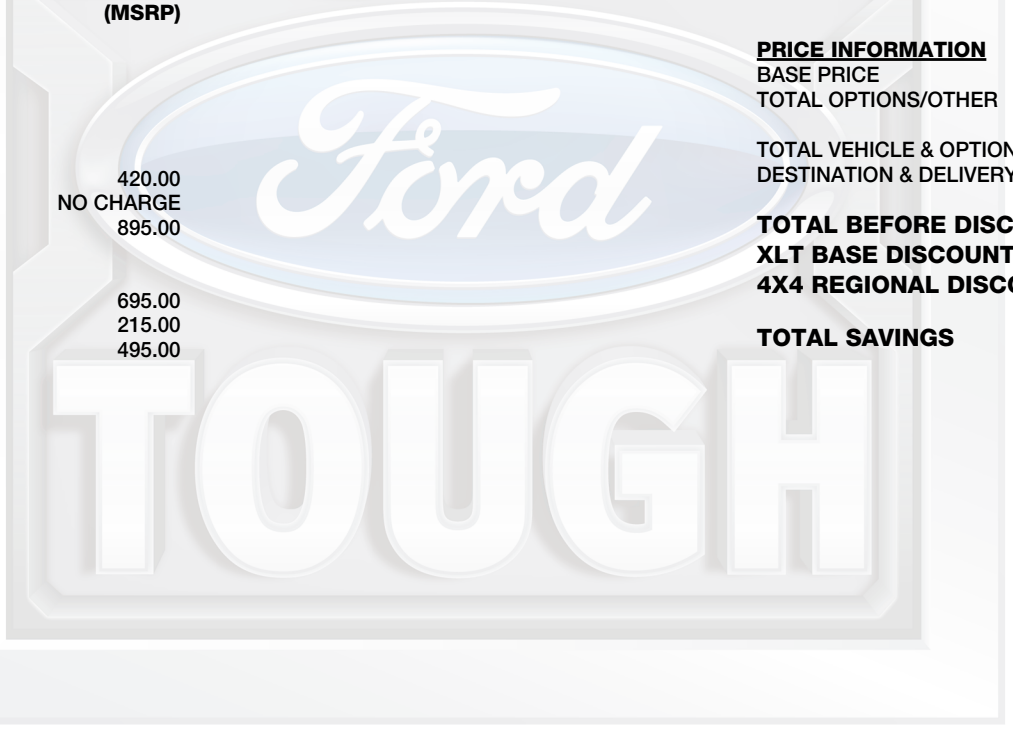 (MSRP)
420.00
NO CHARGE
895.00
695.00
215.00
495.00
PRICE INFORMATION
BASE PRICE
TOTAL OPTIONS/OTHER
TOTAL VEHICLE & OPTION
DESTINATION & DELIVERY
TOTAL BEFORE DISC
XLT BASE DISCOUNT
4X4 REGIONAL DISCO
TOTAL SAVINGS
Ford
TOUGH